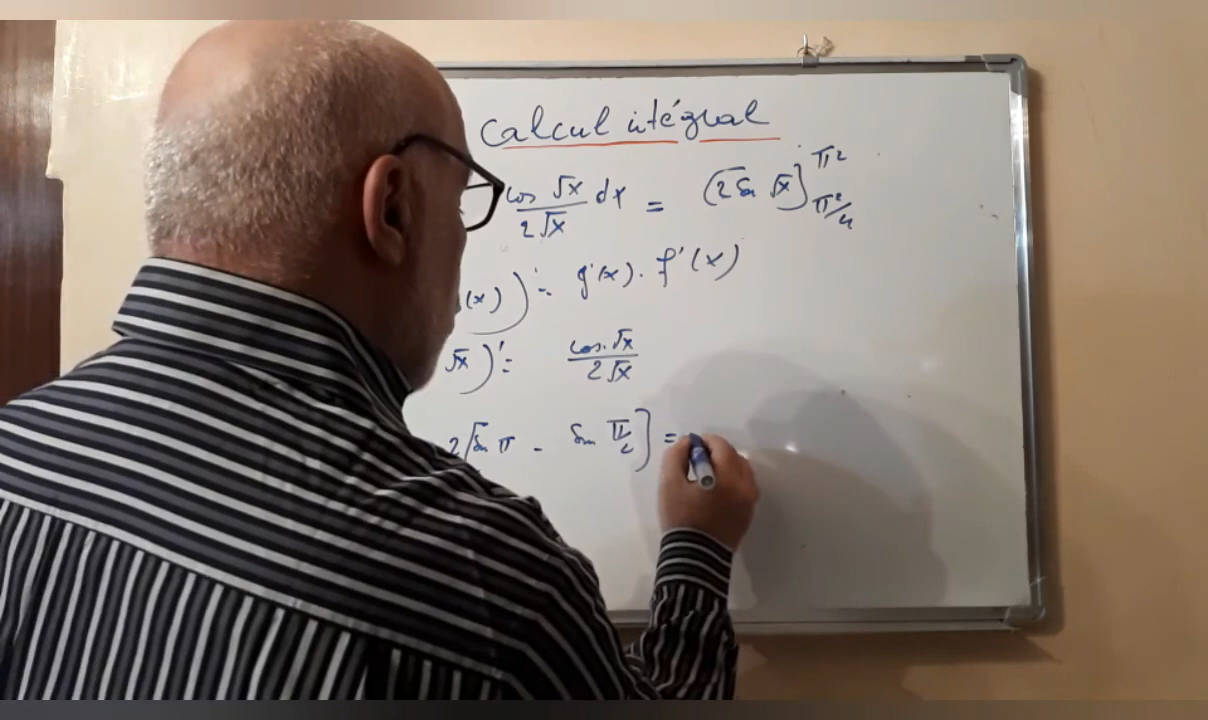 Calcul intégral
cos √x / 2√x dx = (2 sin √x]π² π²/4
(x))' = g'(x) . f'(x)
√x)' = cos √x / 2√x
2[sin π - sin π/2] =